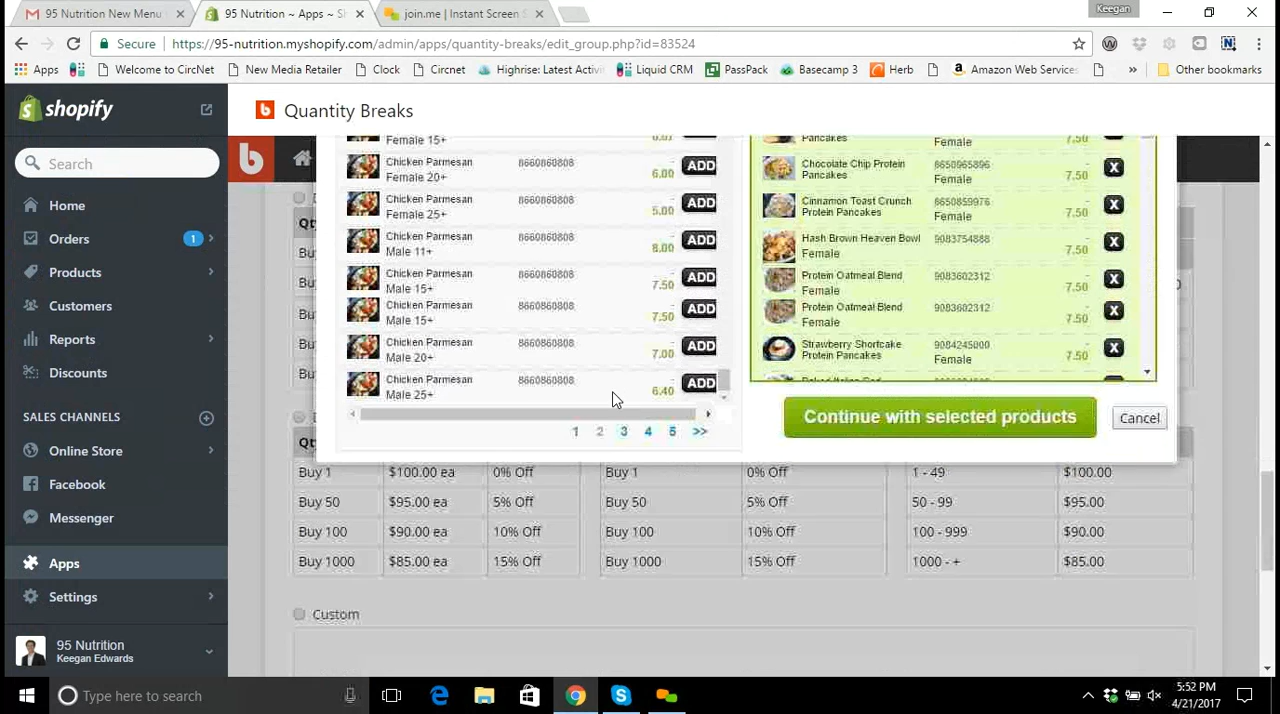 Keegan
95 Nutrition New Menu
95 Nutrition ~ Apps ~ Sh
join.me | Instant Screen S
Secure | https://95-nutrition.myshopify.com/admin/apps/quantity-breaks/edit_group.php?id=83524
Apps Welcome to CircNet New Media Retailer Clock Circnet Highrise: Latest Activi Liquid CRM PassPack Basecamp 3 Herb Amazon Web Services » Other bookmarks
shopify
Search
Home
Orders 1
Products
Customers
Reports
Discounts
SALES CHANNELS
Online Store
Facebook
Messenger
Apps
Settings
95 Nutrition
Keegan Edwards
Quantity Breaks
Female 15+
Chicken Parmesan 8660860808 - ADD
Female 20+ 6.00
Chicken Parmesan 8660860808 - ADD
Female 25+ 5.00
Chicken Parmesan 8660860808 - ADD
Male 11+ 8.00
Chicken Parmesan 8660860808 - ADD
Male 15+ 7.50
Chicken Parmesan 8660860808 - ADD
Male 15+ 7.50
Chicken Parmesan 8660860808 - ADD
Male 20+ 7.00
Chicken Parmesan 8660860808 - ADD
Male 25+ 6.40
1 2 3 4 5 >>
Pancakes Female 7.50
Chocolate Chip Protein 8650965896 - X
Pancakes Female 7.50
Cinnamon Toast Crunch 8650859976 - X
Protein Pancakes Female 7.50
Hash Brown Heaven Bowl 9083754888 - X
Female 7.50
Protein Oatmeal Blend 9083602312 - X
Female 7.50
Protein Oatmeal Blend 9083602312 - X
Female 7.50
Strawberry Shortcake 9084245000 - X
Protein Pancakes Female 7.50
Continue with selected products
Cancel
Buy 1 $100.00 ea 0% Off Buy 1 0% Off 1 - 49 $100.00
Buy 50 $95.00 ea 5% Off Buy 50 5% Off 50 - 99 $95.00
Buy 100 $90.00 ea 10% Off Buy 100 10% Off 100 - 999 $90.00
Buy 1000 $85.00 ea 15% Off Buy 1000 15% Off 1000 - + $85.00
Custom
Type here to search
5:52 PM
4/21/2017